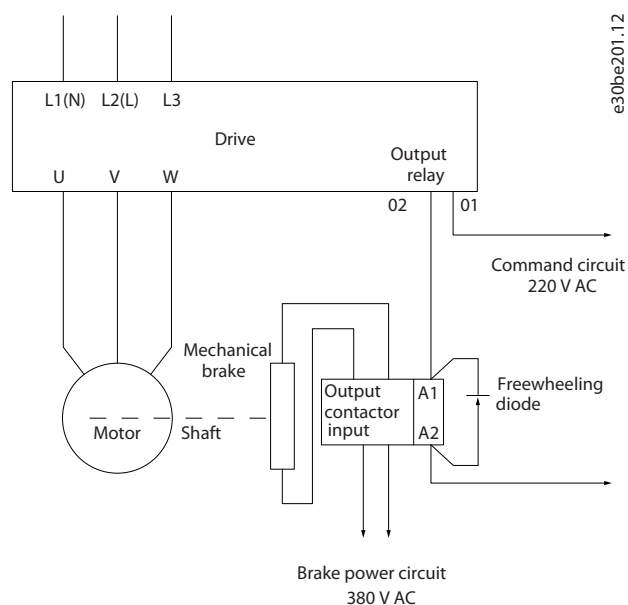 e30be201.12
L1(N) L2(L) L3
Drive
Output
relay
U V W
02 01
Command circuit
220 V AC
Mechanical
brake
Output
contactor
input
A1
A2
Freewheeling
diode
Motor Shaft
Brake power circuit
380 V AC